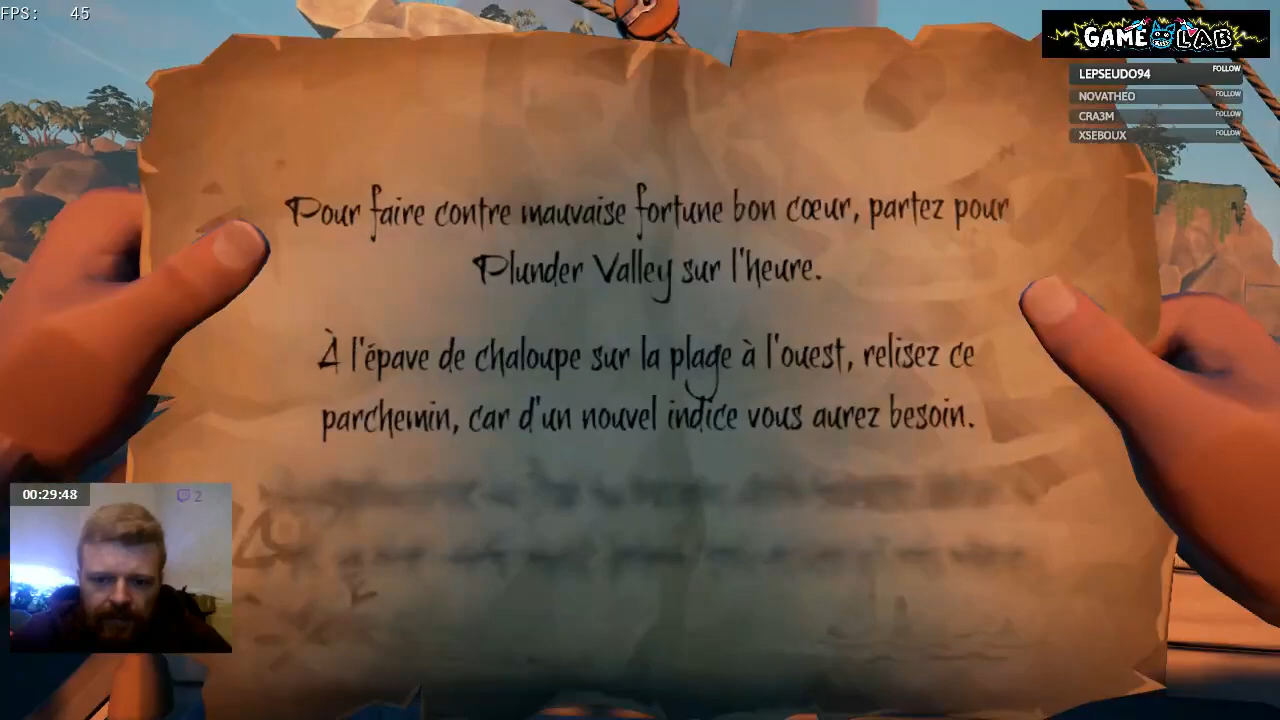 FPS: 45
GAME LAB
LEPSEUDO94 FOLLOW
NOVATHEO FOLLOW
CRA3M FOLLOW
XSEBOUX FOLLOW
Pour faire contre mauvaise fortune bon cœur, partez pour
Plunder Valley sur l'heure.
À l'épave de chaloupe sur la plage à l'ouest, relisez ce
parchemin, car d'un nouvel indice vous aurez besoin.
00:29:48 2